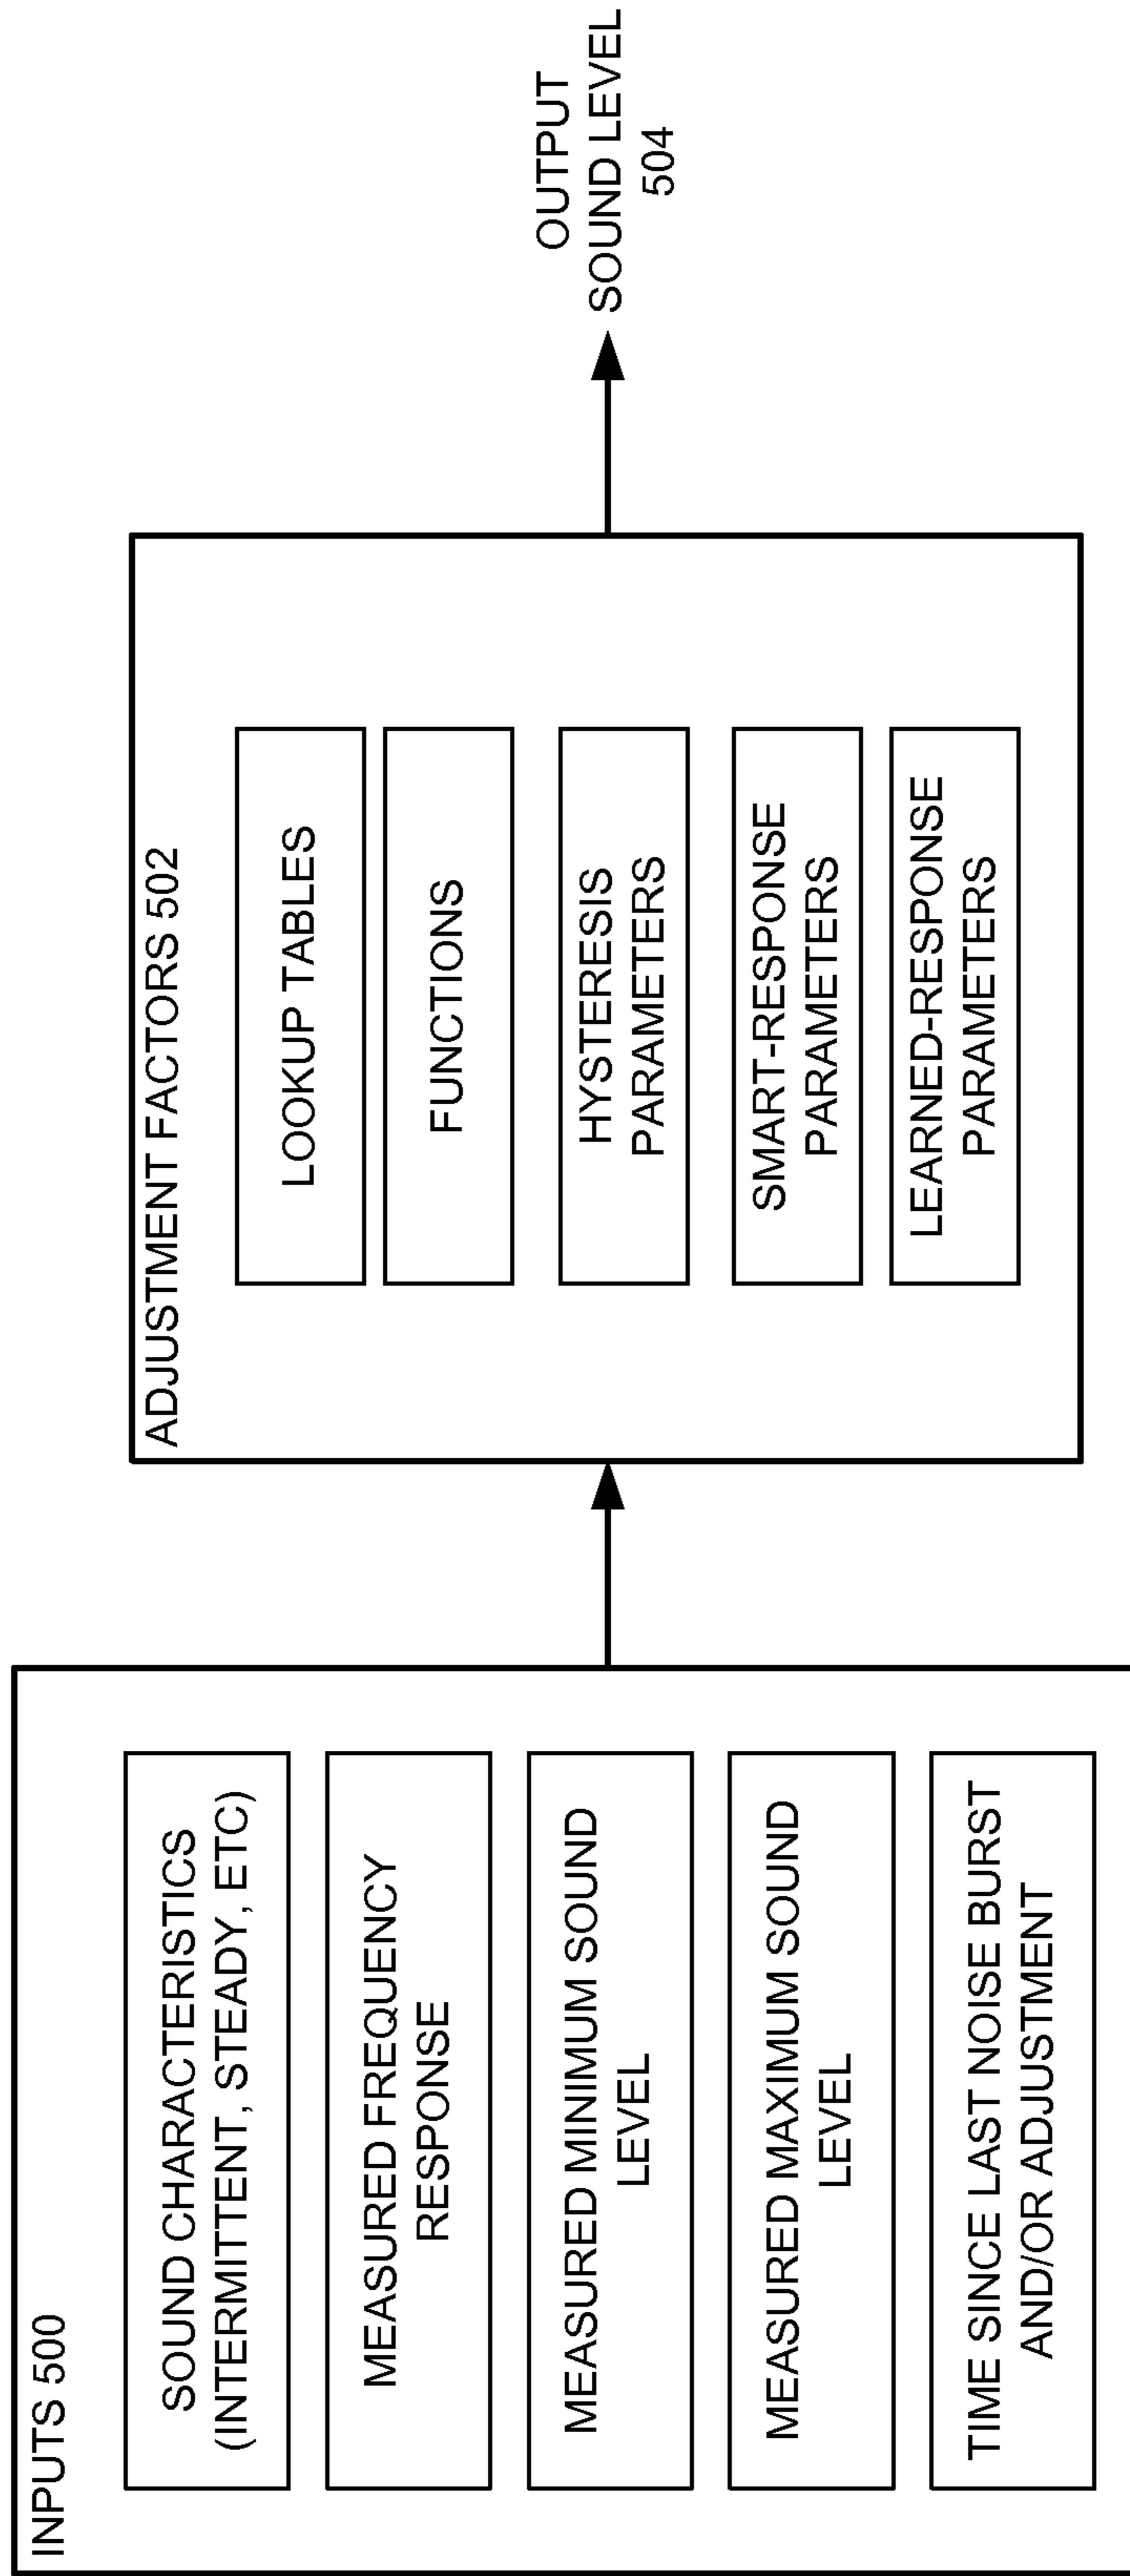 INPUTS 500
SOUND CHARACTERISTICS
(INTERMITTENT, STEADY, ETC)
MEASURED FREQUENCY
RESPONSE
MEASURED MINIMUM SOUND
LEVEL
MEASURED MAXIMUM SOUND
LEVEL
TIME SINCE LAST NOISE BURST
AND/OR ADJUSTMENT
ADJUSTMENT FACTORS 502
LOOKUP TABLES
FUNCTIONS
HYSTERESIS
PARAMETERS
SMART-RESPONSE
PARAMETERS
LEARNED-RESPONSE
PARAMETERS
OUTPUT
SOUND LEVEL
504